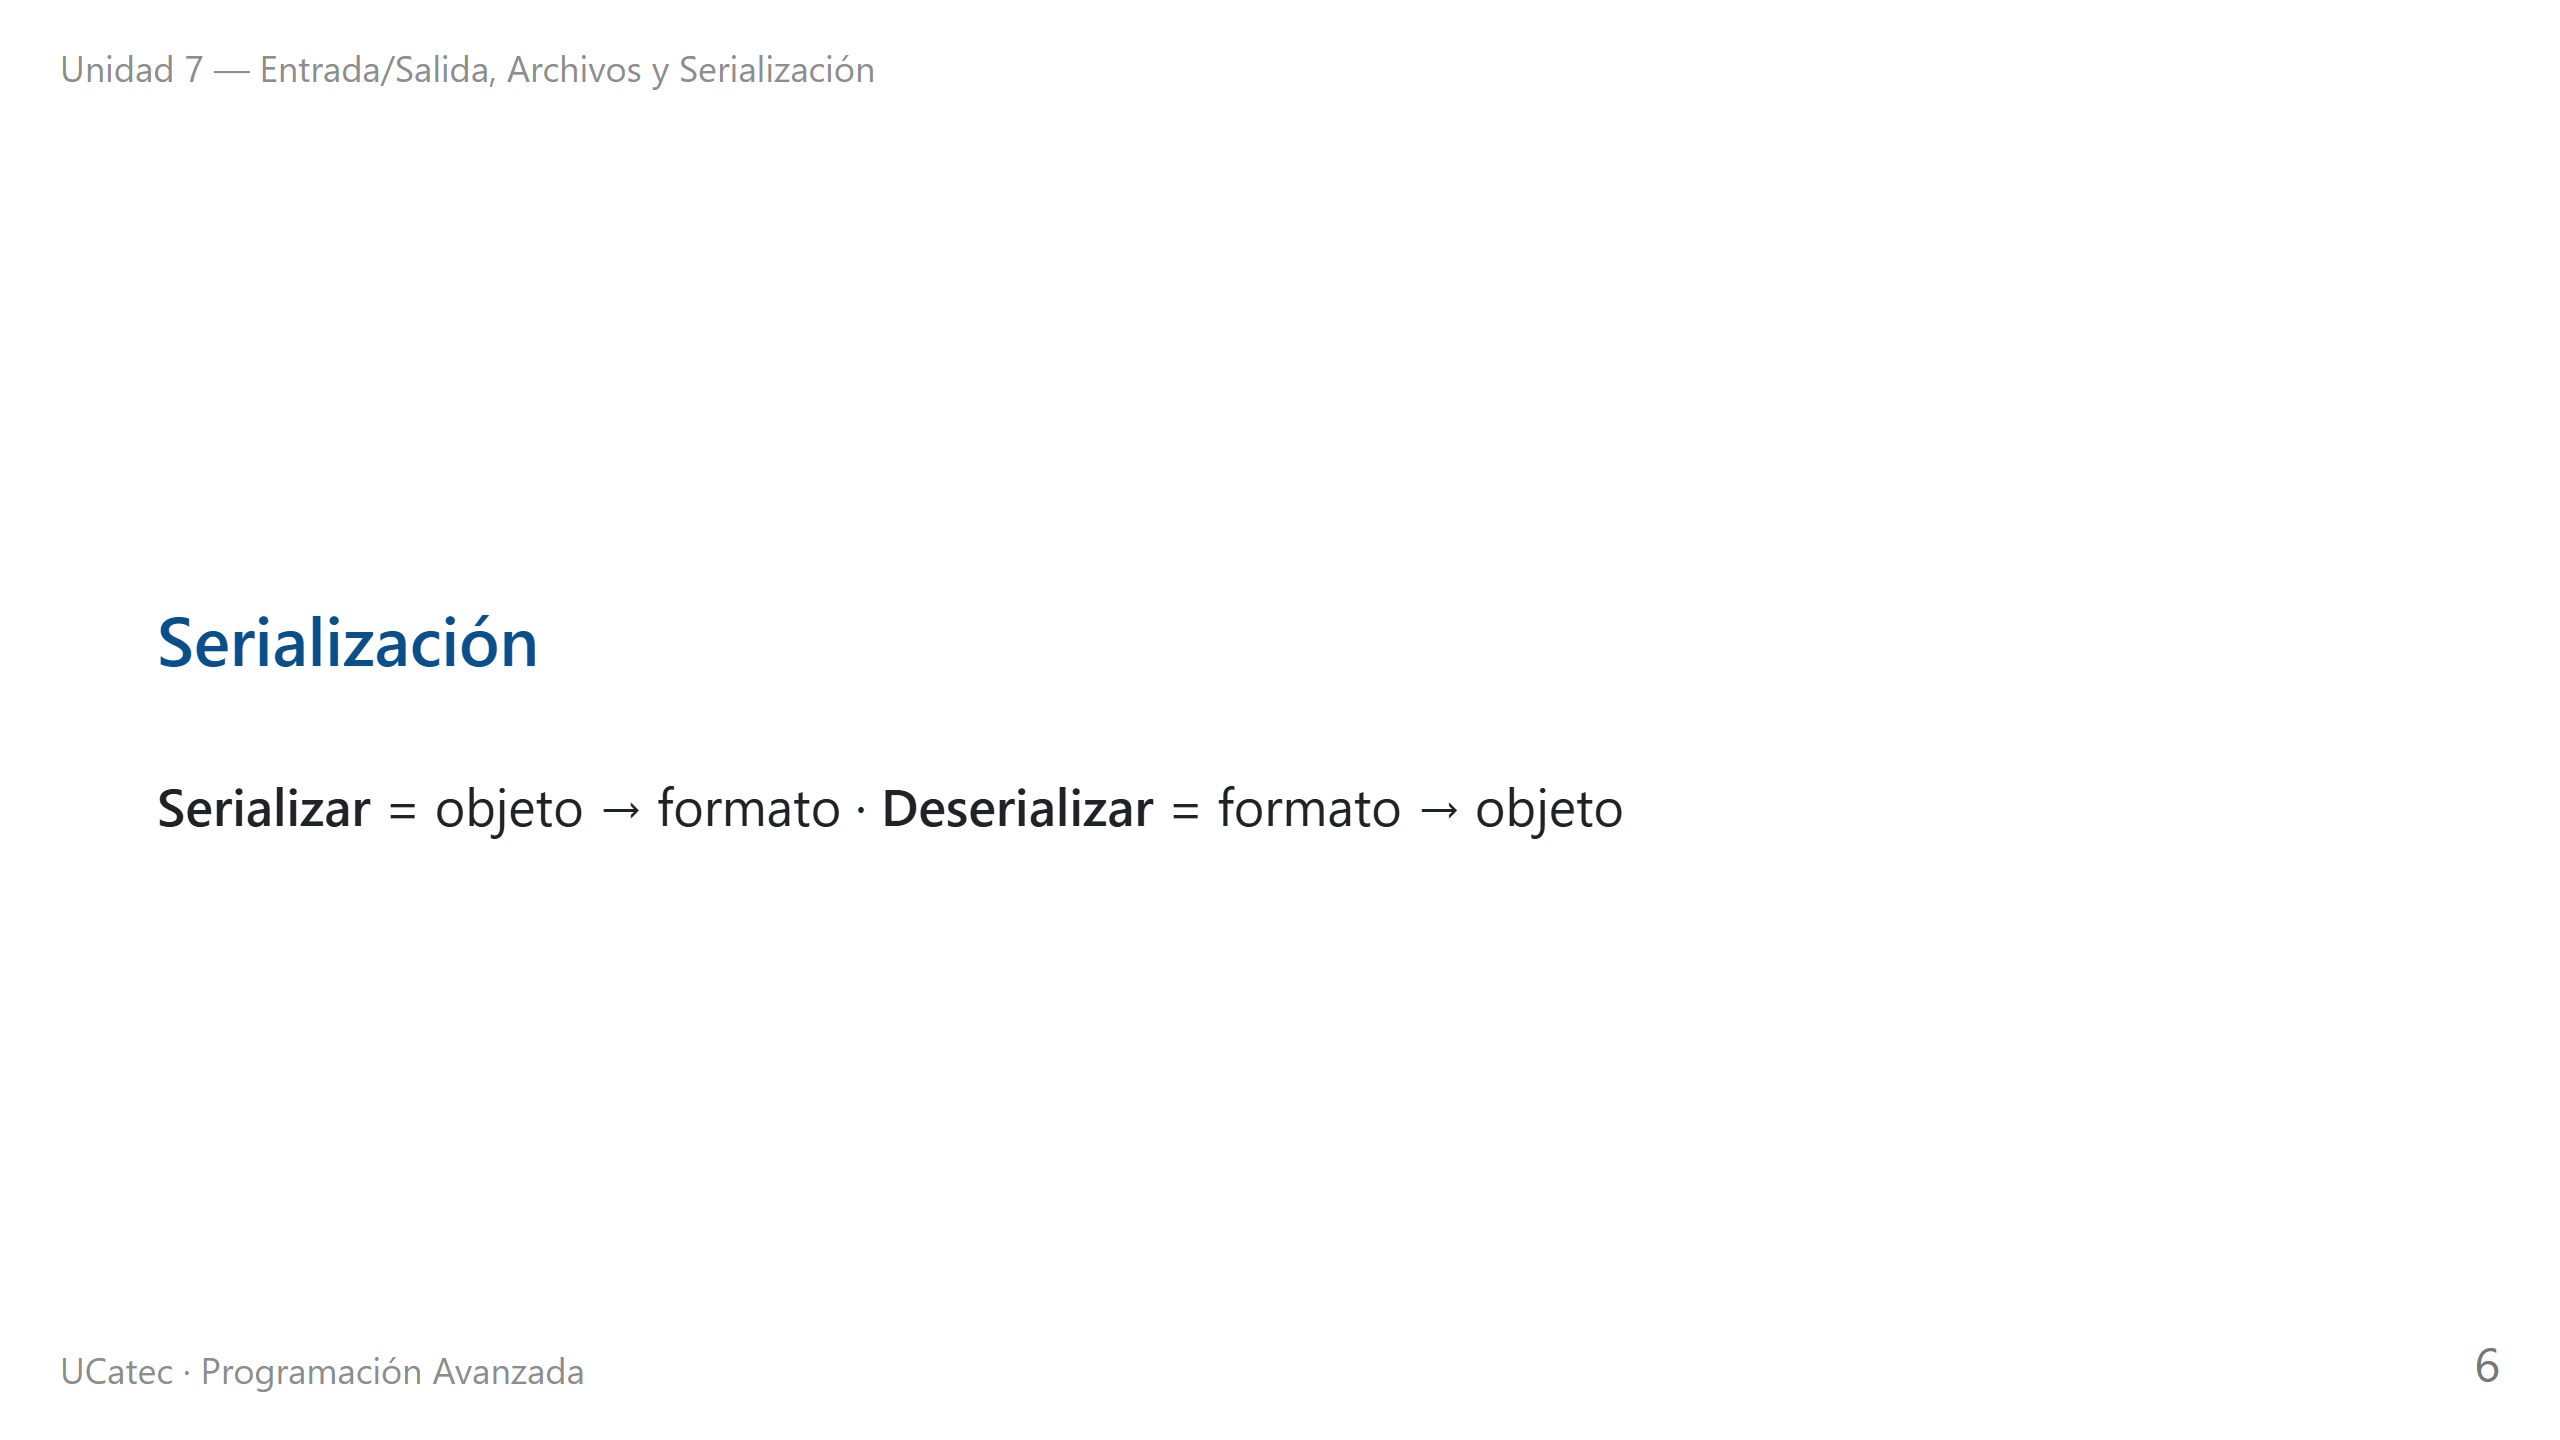 Unidad 7 — Entrada/Salida, Archivos y Serialización
Serialización
Serializar = objeto → formato · Deserializar = formato → objeto
UCatec · Programación Avanzada
6